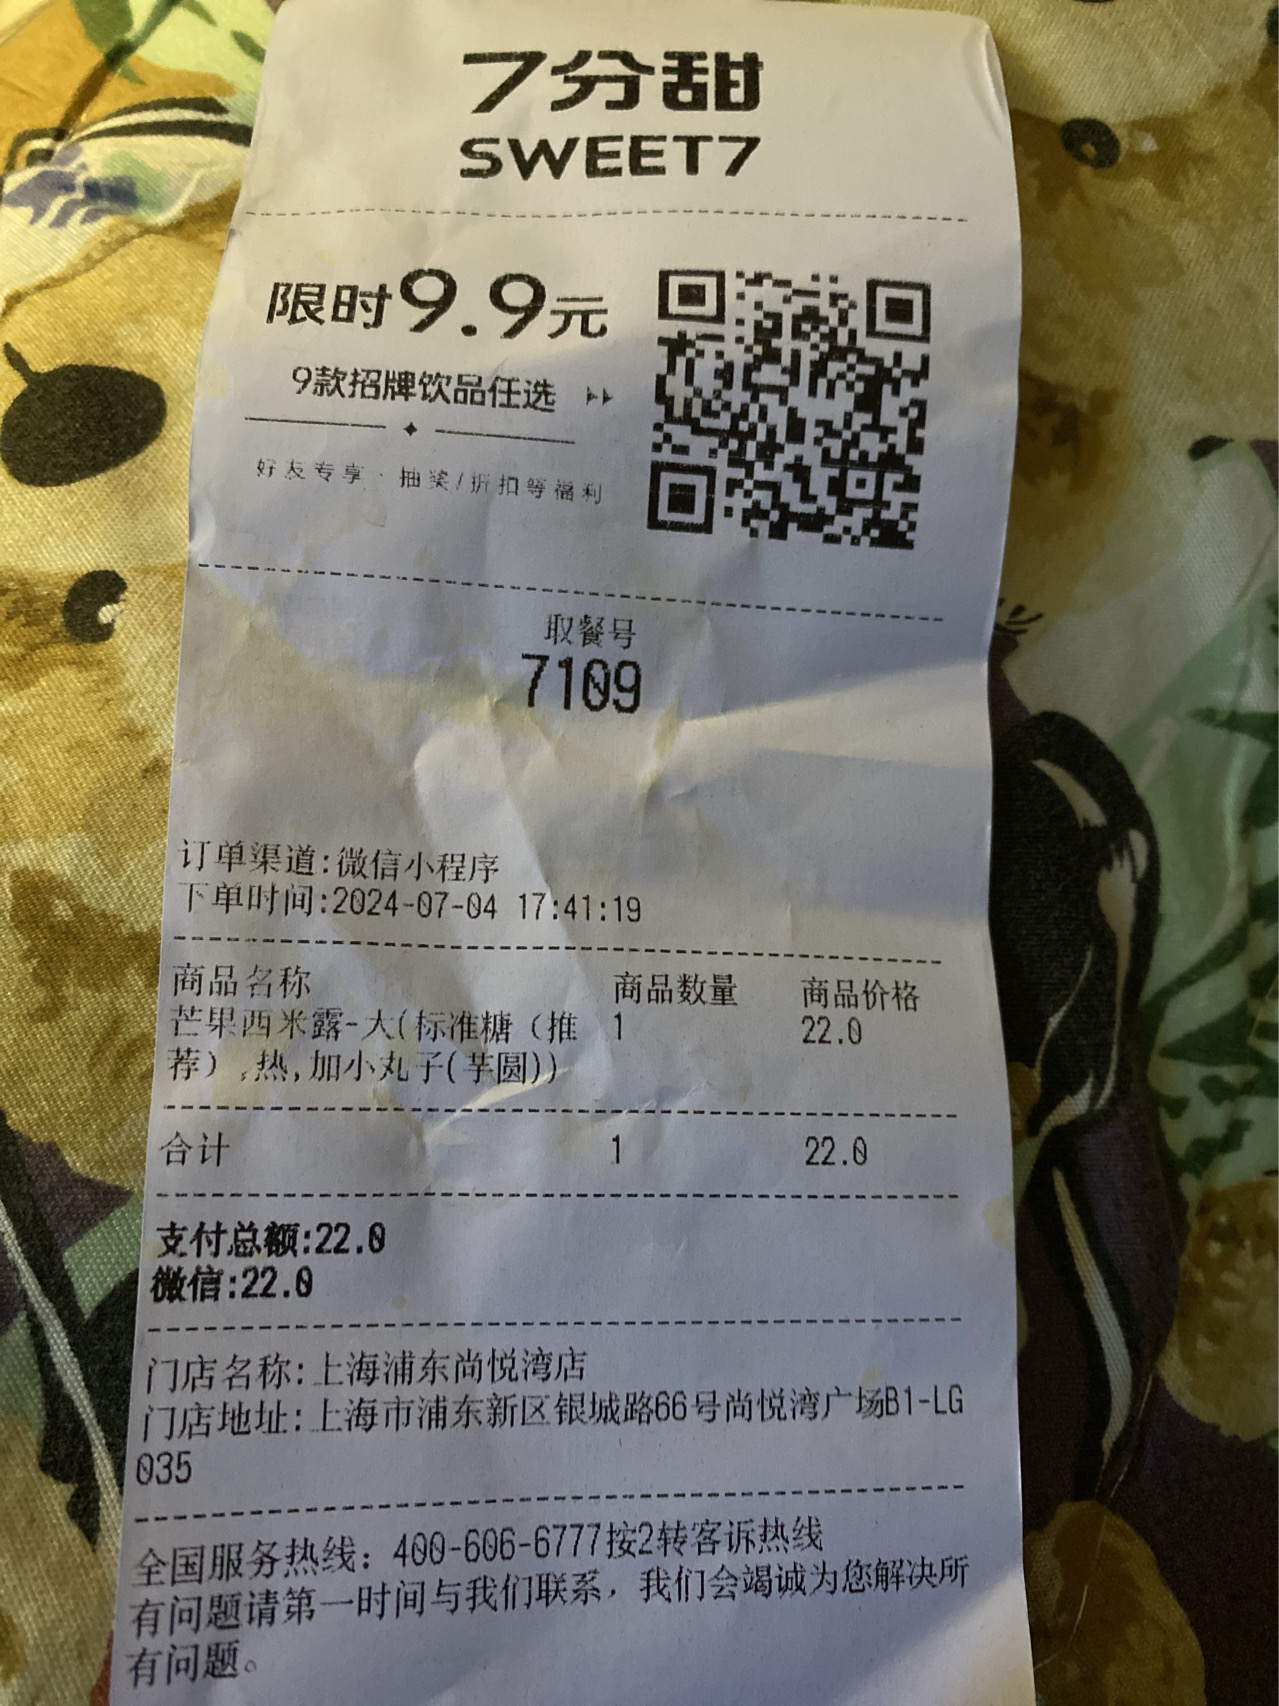 7分甜
SWEET7
限时9.9元
9款招牌饮品任选
好友专享·抽奖/折扣等福利
取餐号
7109
订单渠道:微信小程序
下单时间:2024-07-04 17:41:19
商品名称 商品数量 商品价格
芒果西米露-大(标准糖（推 1 22.0
荐）,热,加小丸子(芋圆))
合计 1 22.0
支付总额:22.0
微信:22.0
门店名称:上海浦东尚悦湾店
门店地址:上海市浦东新区银城路66号尚悦湾广场B1-LG
035
全国服务热线：400-606-6777按2转客诉热线
有问题请第一时间与我们联系，我们会竭诚为您解决所
有问题。